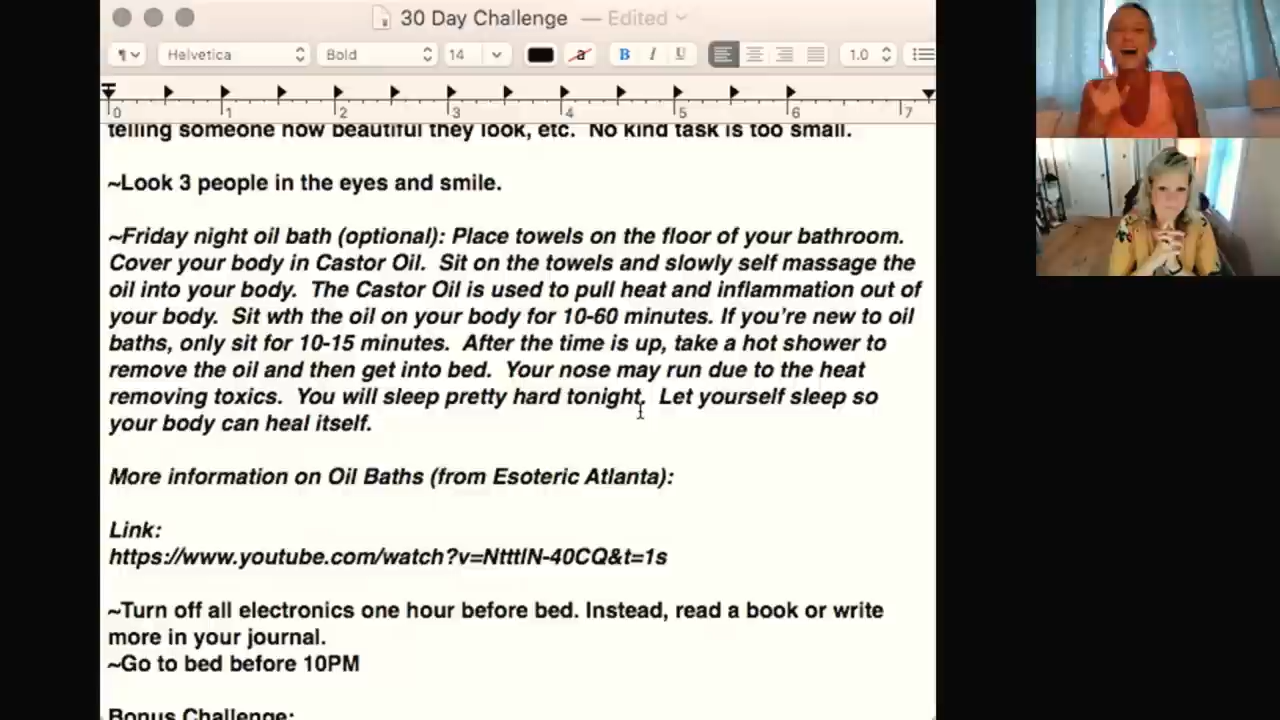 30 Day Challenge — Edited
Helvetica Bold 14 B I U 1.0
0 1 2 3 4 5 6 7
telling someone how beautiful they look, etc. No kind task is too small.
~Look 3 people in the eyes and smile.
~Friday night oil bath (optional): Place towels on the floor of your bathroom.
Cover your body in Castor Oil. Sit on the towels and slowly self massage the
oil into your body. The Castor Oil is used to pull heat and inflammation out of
your body. Sit wth the oil on your body for 10-60 minutes. If you're new to oil
baths, only sit for 10-15 minutes. After the time is up, take a hot shower to
remove the oil and then get into bed. Your nose may run due to the heat
removing toxics. You will sleep pretty hard tonight. Let yourself sleep so
your body can heal itself.
More information on Oil Baths (from Esoteric Atlanta):
Link:
https://www.youtube.com/watch?v=NtttIN-40CQ&t=1s
~Turn off all electronics one hour before bed. Instead, read a book or write
more in your journal.
~Go to bed before 10PM
Bonus Challenge: